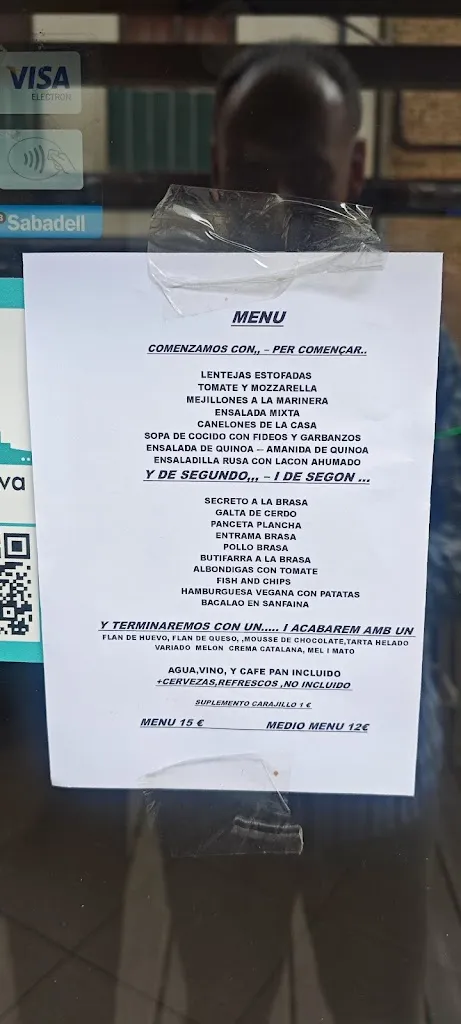 VISA
ELECTRON
Sabadell
va
MENU
COMENZAMOS CON,, – PER COMENÇAR..
LENTEJAS ESTOFADAS
TOMATE Y MOZZARELLA
MEJILLONES A LA MARINERA
ENSALADA MIXTA
CANELONES DE LA CASA
SOPA DE COCIDO CON FIDEOS Y GARBANZOS
ENSALADA DE QUINOA –- AMANIDA DE QUINOA
ENSALADILLA RUSA CON LACON AHUMADO
Y DE SEGUNDO,,, – I DE SEGON ...
SECRETO A LA BRASA
GALTA DE CERDO
PANCETA PLANCHA
ENTRAMA BRASA
POLLO BRASA
BUTIFARRA A LA BRASA
ALBONDIGAS CON TOMATE
FISH AND CHIPS
HAMBURGUESA VEGANA CON PATATAS
BACALAO EN SANFAINA
Y TERMINAREMOS CON UN..... I ACABAREM AMB UN
FLAN DE HUEVO, FLAN DE QUESO, ,MOUSSE DE CHOCOLATE,TARTA HELADO
VARIADO MELON CREMA CATALANA, MEL I MATO
AGUA,VINO, Y CAFE PAN INCLUIDO
+CERVEZAS,REFRESCOS ,NO INCLUIDO
SUPLEMENTO CARAJILLO 1 €
MENU 15 € MEDIO MENU 12€